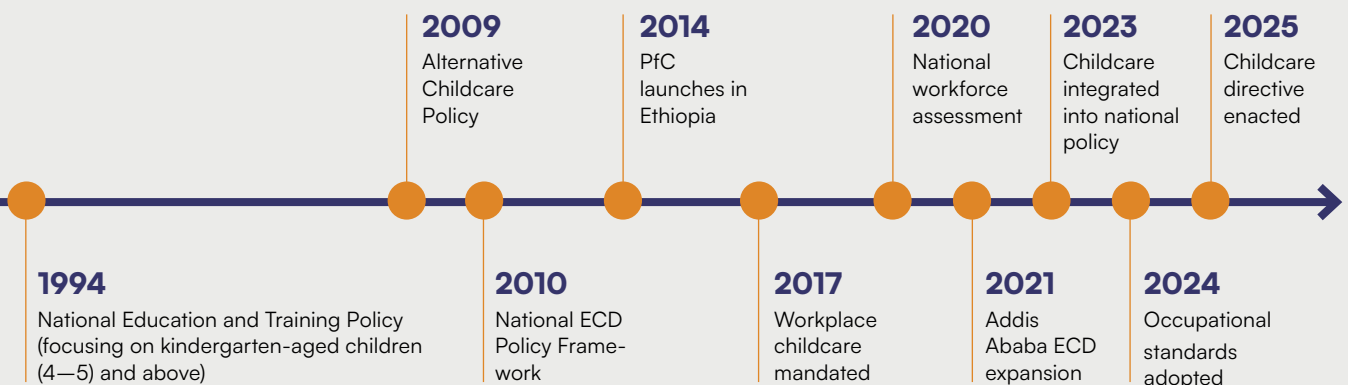 2009
Alternative
Childcare
Policy
2014
PfC
launches in
Ethiopia
2020
National
workforce
assessment
2023
Childcare
integrated
into national
policy
2025
Childcare
directive
enacted
1994
National Education and Training Policy
(focusing on kindergarten-aged children
(4—5) and above)
2010
National ECD
Policy Frame-
work
2017
Workplace
childcare
mandated
2021
Addis
Ababa ECD
expansion
2024
Occupational
standards
adopted